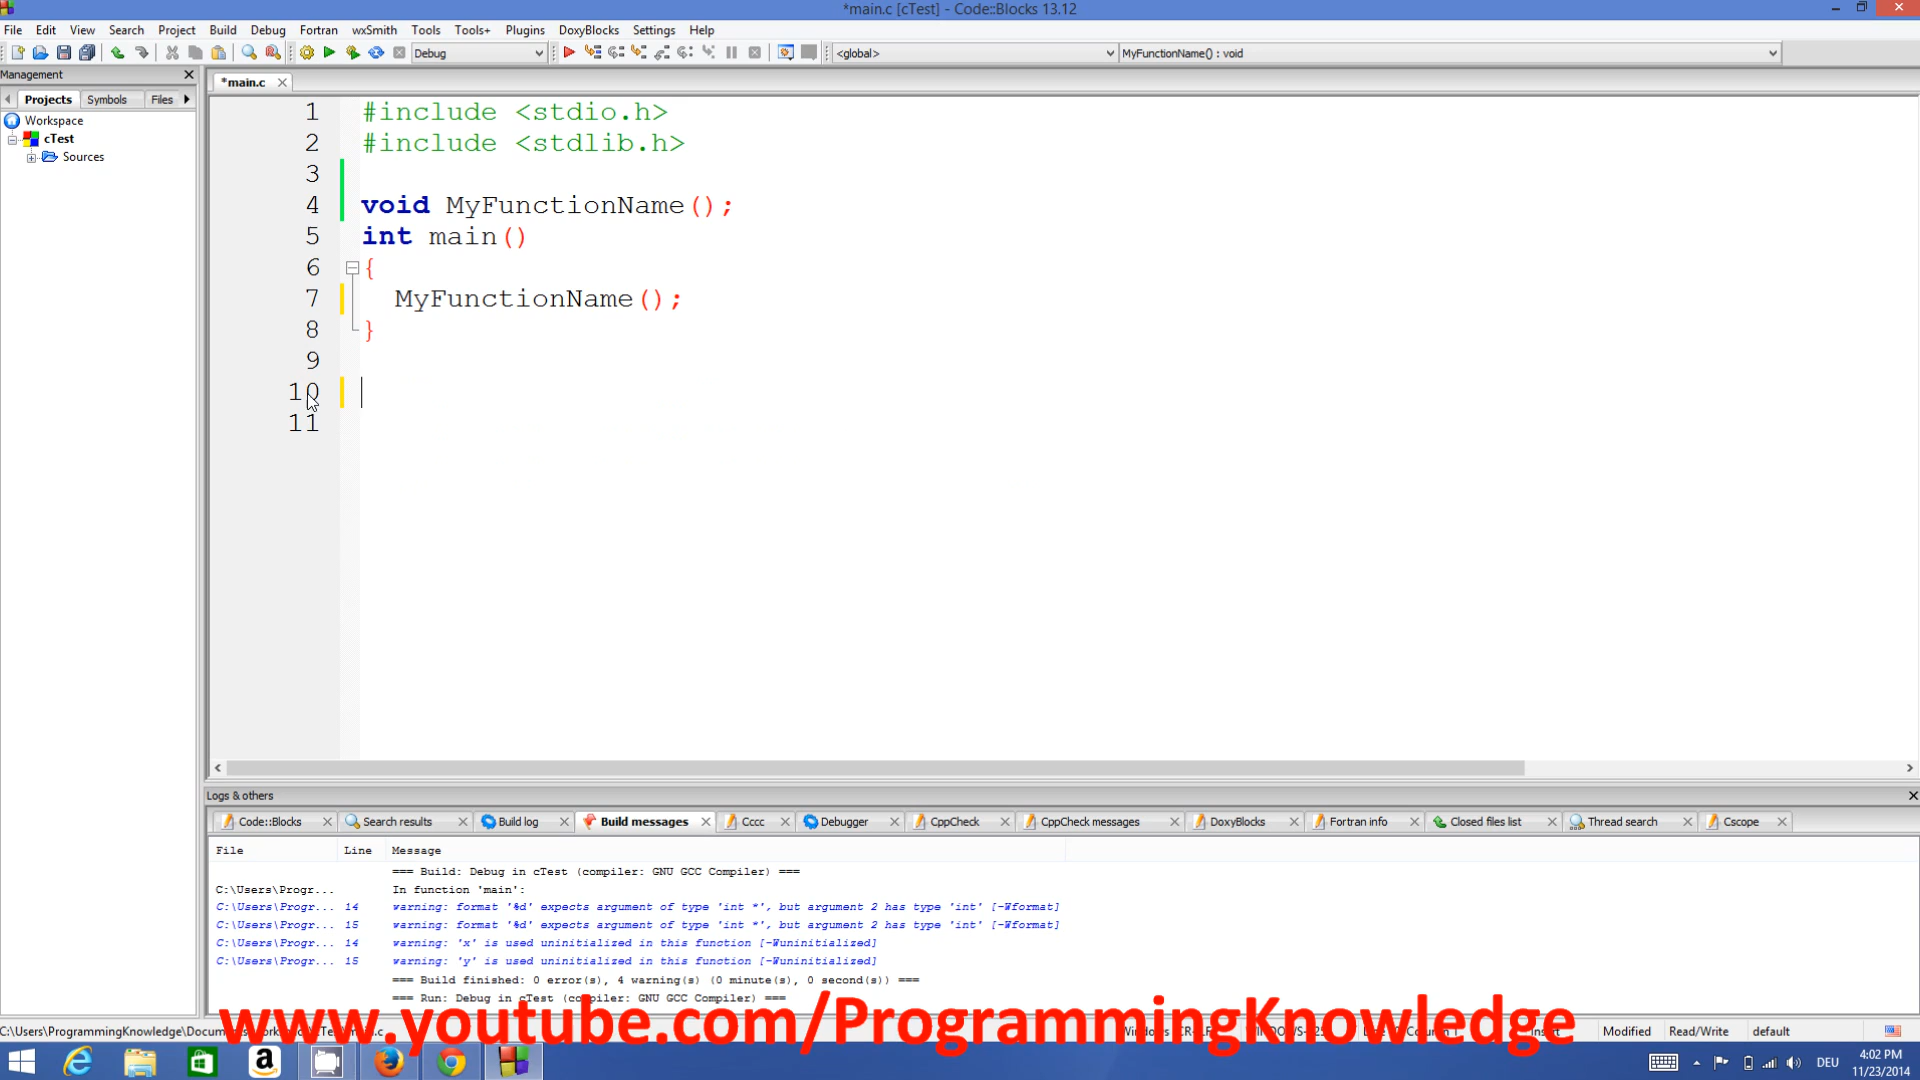 *main.c [cTest] - Code::Blocks 13.12
File Edit View Search Project Build Debug Fortran wxSmith Tools Tools+ Plugins DoxyBlocks Settings Help
Debug <global> MyFunctionName() : void
Management
Projects Symbols Files
*main.c
Workspace
cTest
Sources
1 #include <stdio.h>
2 #include <stdlib.h>
3
4 void MyFunctionName();
5 int main()
6 {
7 MyFunctionName();
8 }
9
10
11
Logs & others
Code::Blocks Search results Build log Build messages Cccc Debugger CppCheck CppCheck messages DoxyBlocks Fortran info Closed files list Thread search Cscope
File Line Message
=== Build: Debug in cTest (compiler: GNU GCC Compiler) ===
C:\Users\Progr... In function 'main':
C:\Users\Progr... 14 warning: format '%d' expects argument of type 'int *', but argument 2 has type 'int' [-Wformat]
C:\Users\Progr... 15 warning: format '%d' expects argument of type 'int *', but argument 2 has type 'int' [-Wformat]
C:\Users\Progr... 14 warning: 'x' is used uninitialized in this function [-Wuninitialized]
C:\Users\Progr... 15 warning: 'y' is used uninitialized in this function [-Wuninitialized]
=== Build finished: 0 error(s), 4 warning(s) (0 minute(s), 0 second(s)) ===
=== Run: Debug in cTest (compiler: GNU GCC Compiler) ===
www.youtube.com/ProgrammingKnowledge
Modified Read/Write default
DEU 4:02 PM
11/23/2014